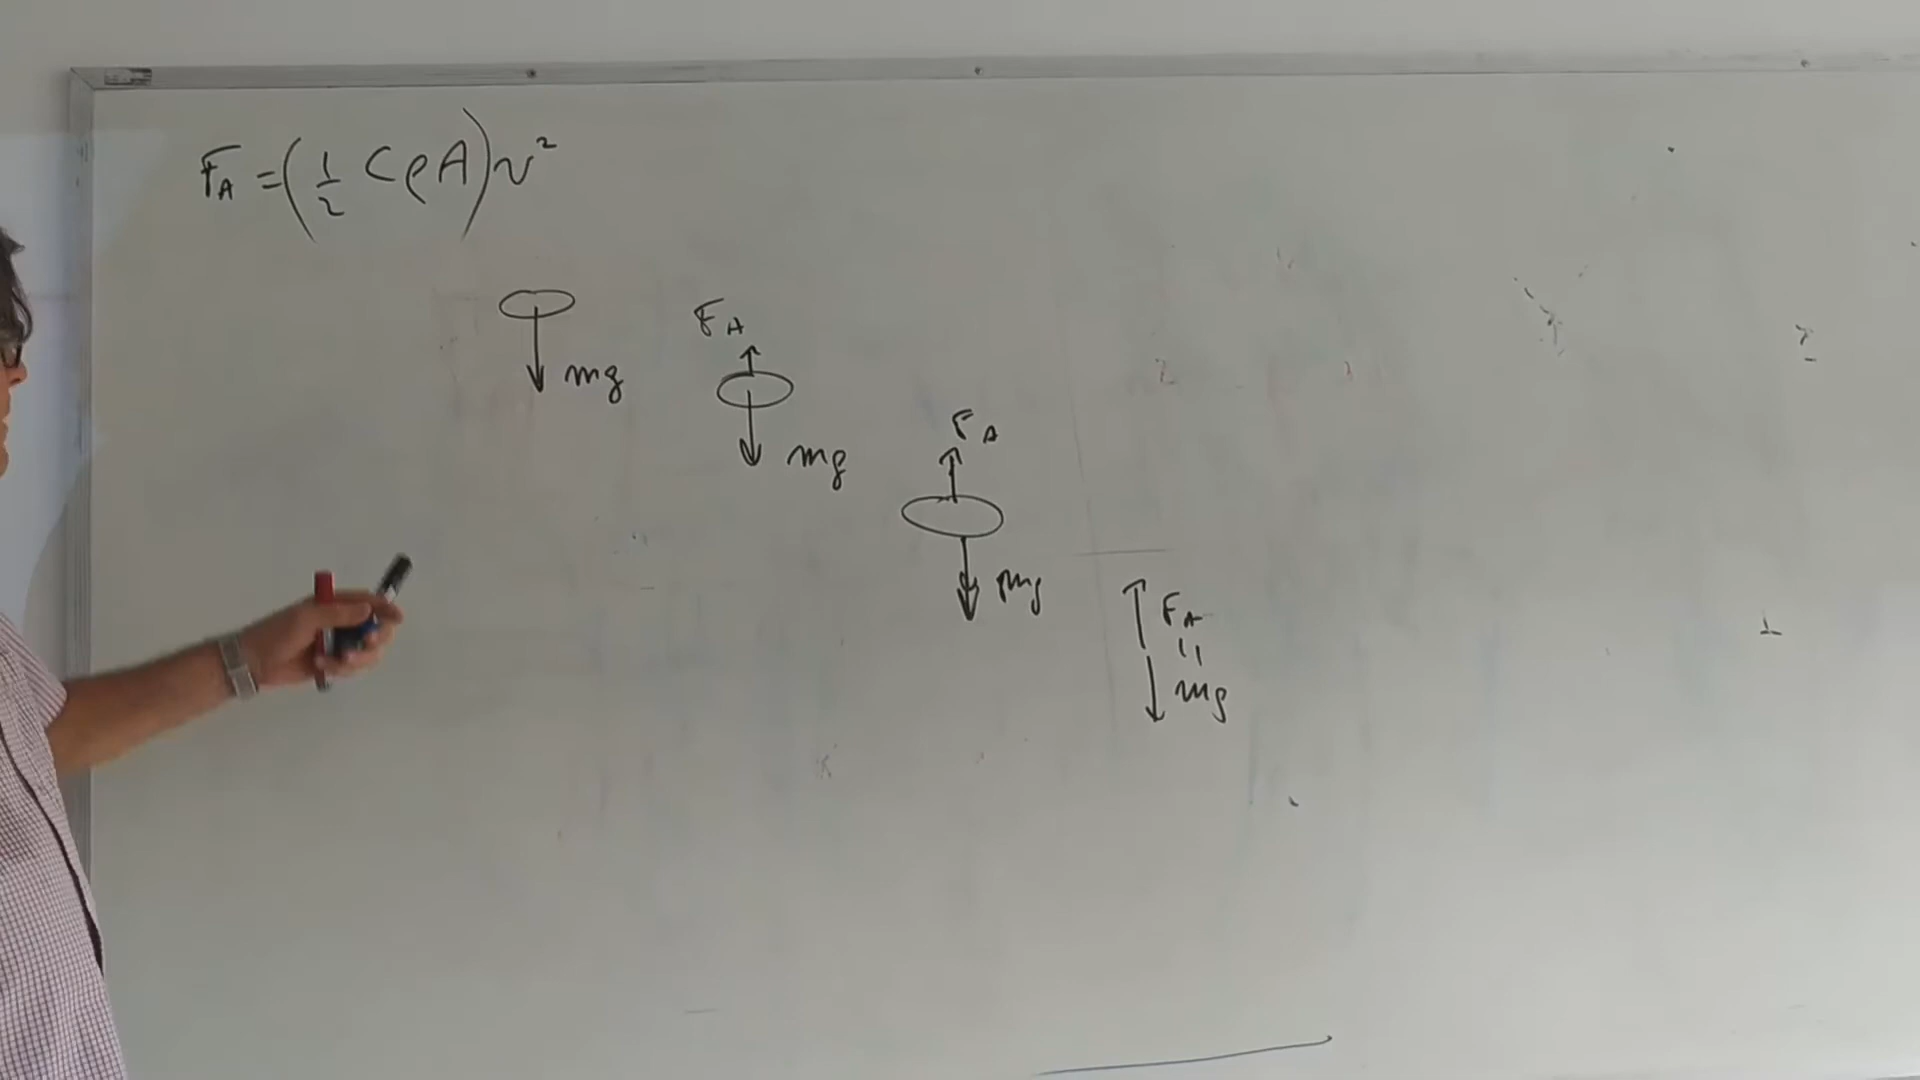 F_A = (1/2 CρA) v²
mg
F_A
mg
F_A
mg
F_A
=
mg